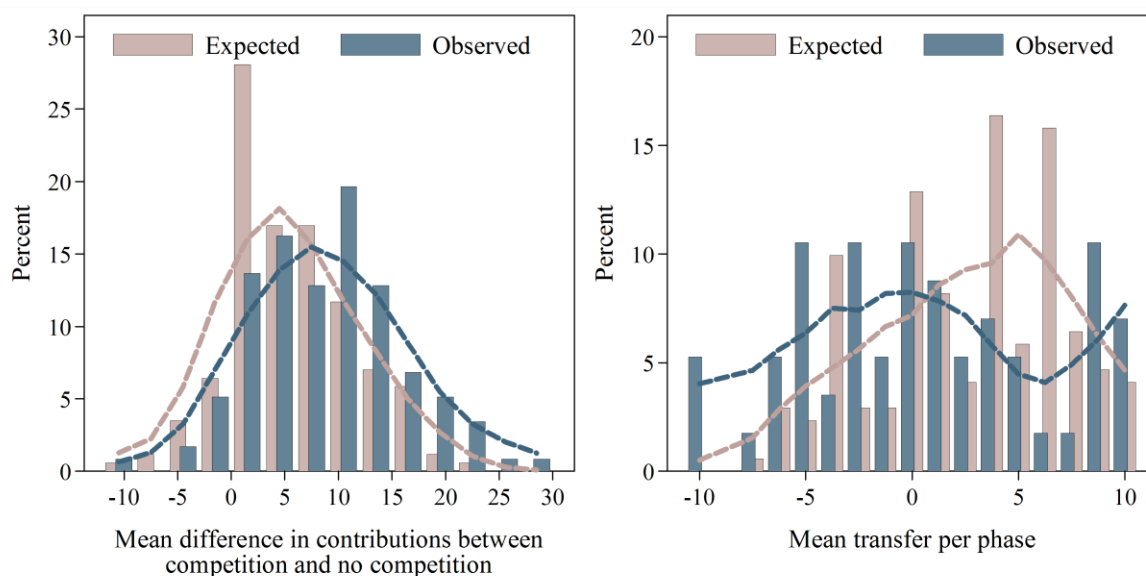 Expected Observed
30
25
20
15
10
5
0
Percent
-10 -5 0 5 10 15 20 25 30
Mean difference in contributions between
competition and no competition
Expected Observed
20
15
10
5
0
Percent
-10 -5 0 5 10
Mean transfer per phase